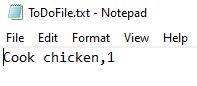 ToDoFile.txt - Notepad
File Edit Format View Help
Cook chicken,1